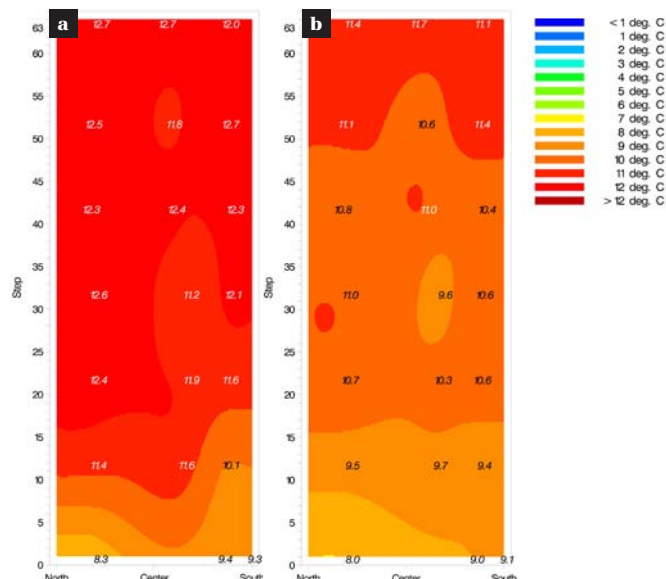 a
63
60
55
50
45
40
35
30
25
20
15
10
5
0
Step
12.7 12.7 12.0
12.5 11.8 12.7
12.3 12.4 12.3
12.6 11.2 12.1
12.4 11.9 11.6
11.4 11.6 10.1
8.3 9.4 9.3
North Center South
b
63
60
55
50
45
40
35
30
25
20
15
10
5
0
Step
11.4 11.7 11.1
11.1 10.6 11.4
10.8 11.0 10.4
11.0 9.6 10.6
10.7 10.3 10.6
9.5 9.7 9.4
8.0 9.0 9.1
North Center South
< 1 deg. C
1 deg. C
2 deg. C
3 deg. C
4 deg. C
5 deg. C
6 deg. C
7 deg. C
8 deg. C
9 deg. C
10 deg. C
11 deg. C
12 deg. C
> 12 deg. C